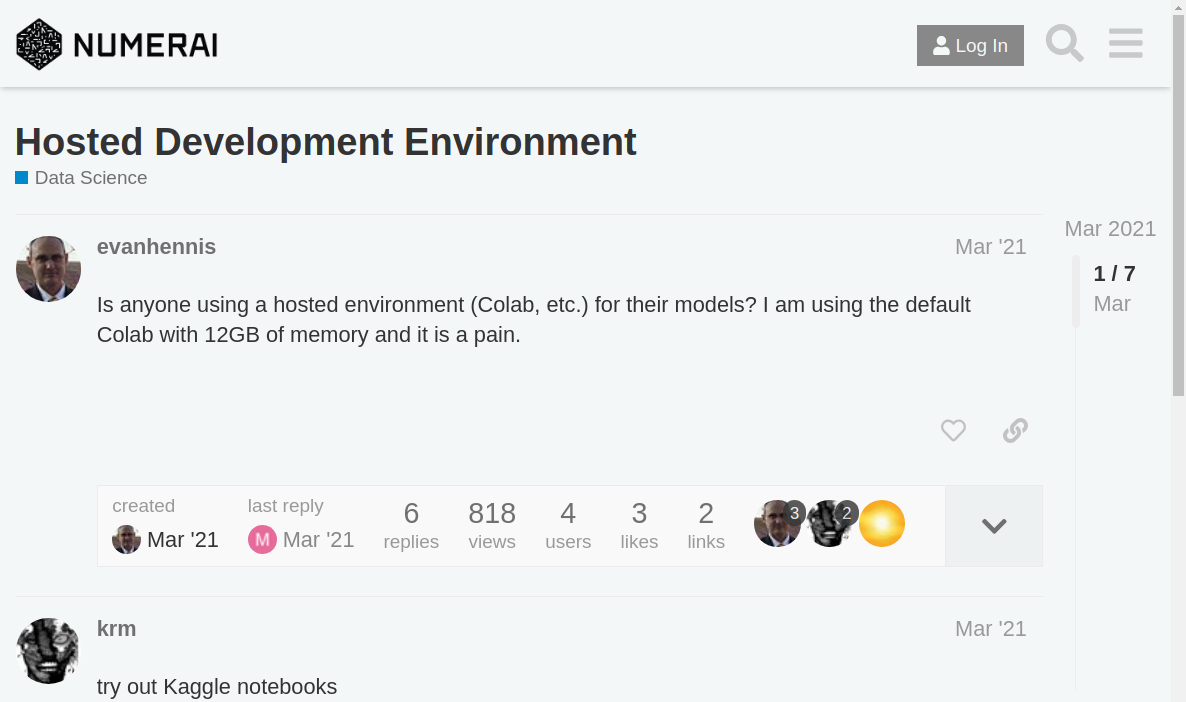 NUMERAI
Log In
Hosted Development Environment
Data Science
Mar 2021
evanhennis
Mar '21
1 / 7
Mar
Is anyone using a hosted environment (Colab, etc.) for their models? I am using the default
Colab with 12GB of memory and it is a pain.
created
last reply
6
818
4
3
2
3
2
M
Mar '21
Mar '21
replies
views
users
likes
links
krm
Mar '21
try out Kaggle notebooks